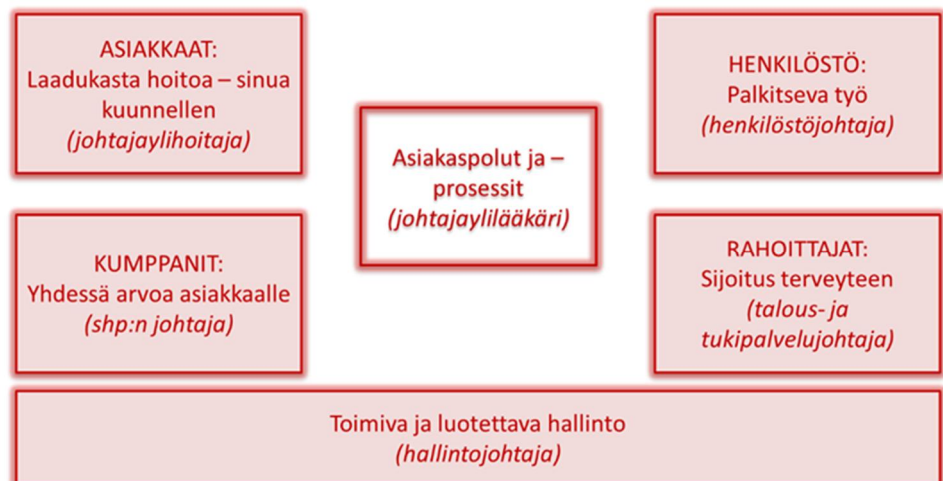 ASIAKKAAT:
Laadukasta hoitoa – sinua
kuunnellen
(johtajaylihoitaja)
HENKILÖSTÖ:
Palkitseva työ
(henkilöstöjohtaja)
Asiakaspolut ja –
prosessit
(johtajaylilääkäri)
KUMPPANIT:
Yhdessä arvoa asiakkaalle
(shp:n johtaja)
RAHOITTAJAT:
Sijoitus terveyteen
(talous- ja
tukipalvelujohtaja)
Toimiva ja luotettava hallinto
(hallintojohtaja)